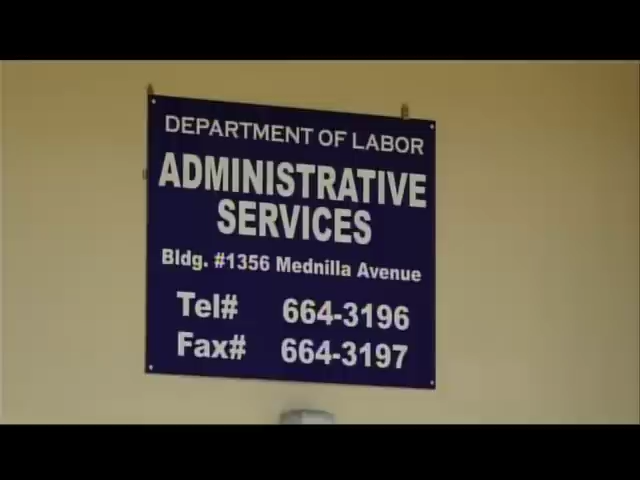 DEPARTMENT OF LABOR
ADMINISTRATIVE
SERVICES
Bldg. #1356 Mednilla Avenue
Tel# 664-3196
Fax# 664-3197